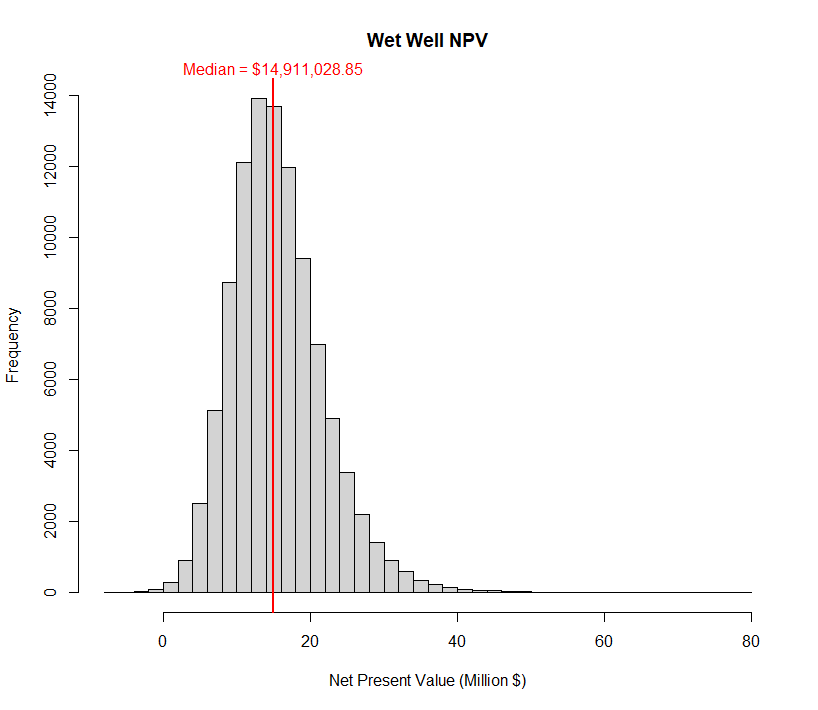 Wet Well NPV
Median = $14,911,028.85
14000
12000
10000
8000
6000
4000
2000
0
Frequency
0 20 40 60 80
Net Present Value (Million $)